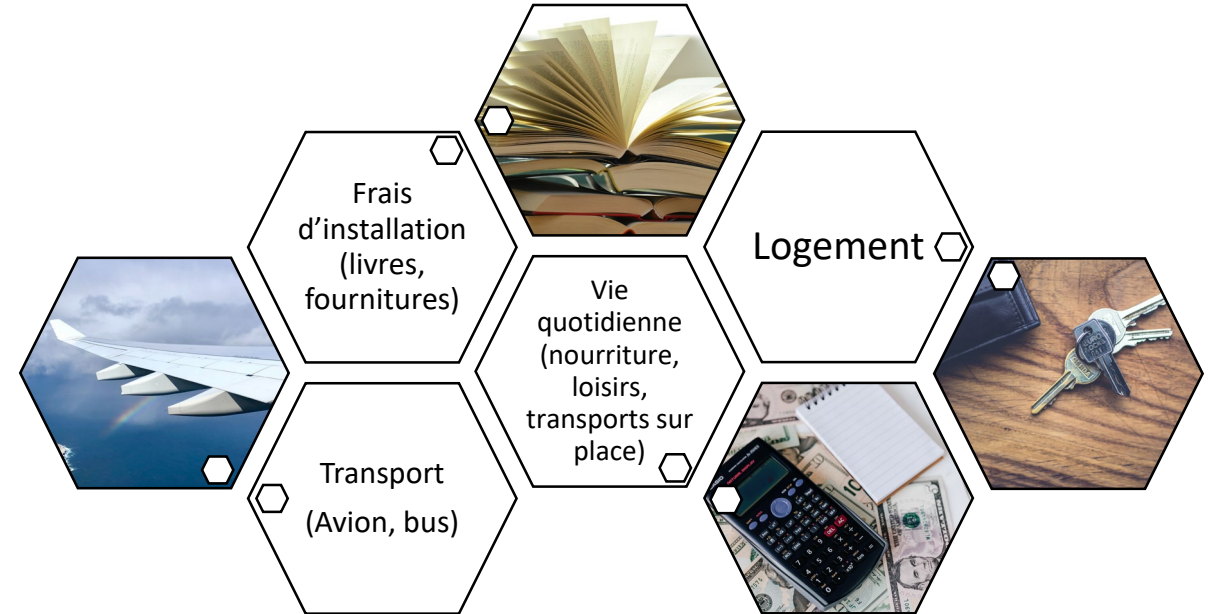 Frais
d’installation
(livres,
fournitures)
Logement
Vie
quotidienne
(nourriture,
loisirs,
transports sur
place)
Transport
(Avion, bus)